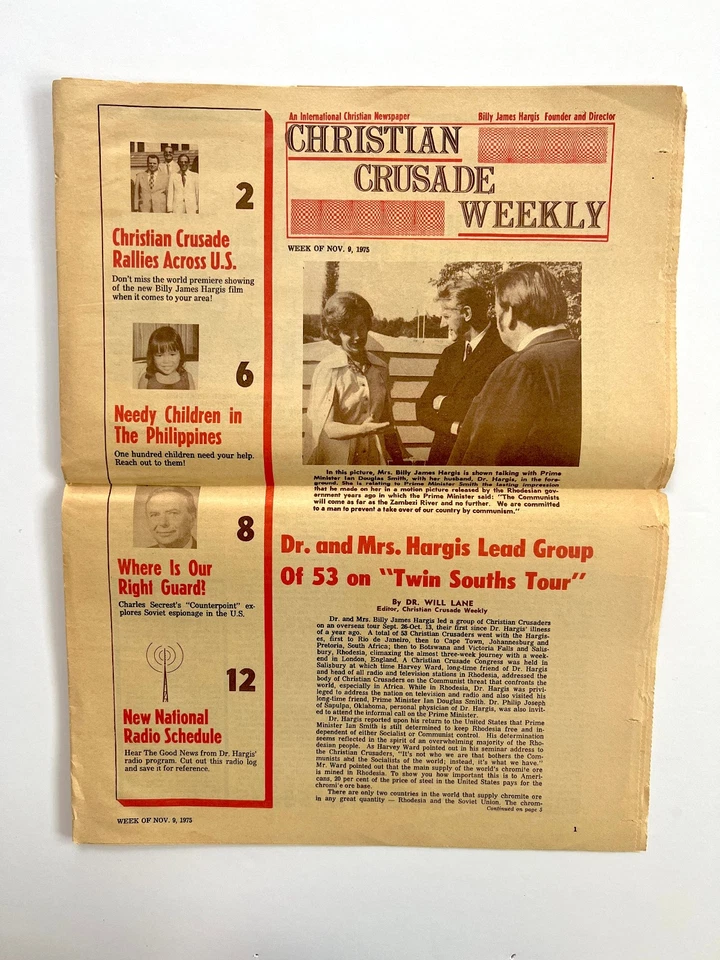 An International Christian Newspaper
Billy James Hargis Founder and Director
CHRISTIAN
CRUSADE
WEEKLY
WEEK OF NOV. 9, 1975
2
Christian Crusade
Rallies Across U.S.
Don't miss the world premiere showing
of the new Billy James Hargis film
when it comes to your area!
6
Needy Children in
The Philippines
One hundred children need your help.
Reach out to them!
8
Where Is Our
Right Guard?
Charles Secrest's "Counterpoint" ex-
plores Soviet espionage in the U.S.
12
New National
Radio Schedule
Hear The Good News from Dr. Hargis'
radio program. Cut out this radio log
and save it for reference.
In this picture, Mrs. Billy James Hargis is shown talking with Prime
Minister Ian Douglas Smith, with her husband, Dr. Hargis, in the fore-
ground. She is relating to Prime Minister Smith the lasting impression
that he made on her in a motion picture released by the Rhodesian gov-
ernment years ago in which the Prime Minister said: "The Communists
will come as far as the Zamberi River and no further. We are committed
to a man to prevent a take over of our country by communism."
Dr. and Mrs. Hargis Lead Group
Of 53 on "Twin Souths Tour"
By DR. WILL LANE
Editor, Christian Crusade Weekly
Dr. and Mrs. Billy James Hargis led a group of Christian Crusaders
on an overseas tour Sept. 26-Oct. 13, their first since Dr. Hargis' illness
of a year ago. A total of 53 Christian Crusaders went with the Hargis-
es, first to Rio de Janeiro, then to Cape Town, Johannesburg and
Pretoria, South Africa; then to Botswana and Victoria Falls and Salis-
bury, Rhodesia, climaxing the almost three-week journey with a week-
end in London, England. A Christian Crusade Congress was held in
Salisbury at which time Harvey Ward, long-time friend of Dr. Hargis
and head of all radio and television stations in Rhodesia, addressed the
body of Christian Crusaders on the Communist threat that confronts the
world, especially in Africa. While in Rhodesia, Dr. Hargis was privi-
leged to address the nation on television and radio and also visited his
long-time friend, Prime Minister Ian Douglas Smith. Dr. Philip Joseph
of Sapulpa, Oklahoma, personal physician of Dr. Hargis, was also invit-
ed to attend the informal call on the Prime Minister.
Dr. Hargis reported upon his return to the United States that Prime
Minister Ian Smith is still determined to keep Rhodesia free and in-
dependent of either Socialist or Communist control. His determination
seems reflected in the spirit of an overwhelming majority of the Rho-
desian people. As Harvey Ward pointed out in his seminar address to
the Christian Crusaders, "It's not who we are that bothers the Com-
munists and the Socialists of the world; instead, it's what we have."
Mr. Ward pointed out that the main supply of the world's chromite ore
is mined in Rhodesia. To show you how important this is to Ameri-
cans, 20 per cent of the price of steel in the United States pays for the
chromite ore base.
There are only two countries in the world that supply chromite ore
in any great quantity — Rhodesia and the Soviet Union. The chrom-
Continued on page 3
WEEK OF NOV. 9, 1975
1